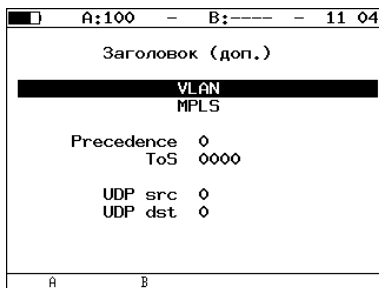 A:100 – B:---- – 11 04
Заголовок (доп.)
VLAN
MPLS
Precedence 0
ToS 0000
UDP src 0
UDP dst 0
A B